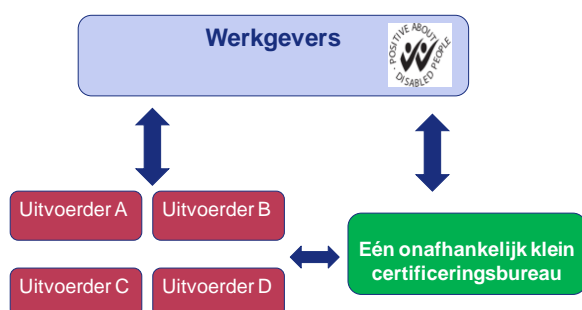 Werkgevers
POSITIVE ABOUT
DISABLED PEOPLE
Uitvoerder A
Uitvoerder B
Uitvoerder C
Uitvoerder D
Eén onafhankelijk klein
certificeringsbureau